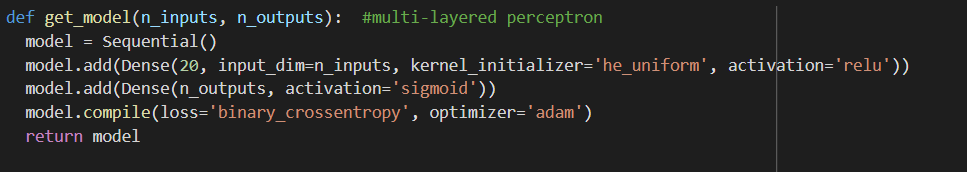 def get_model(n_inputs, n_outputs):  #multi-layered perceptron
  model = Sequential()
  model.add(Dense(20, input_dim=n_inputs, kernel_initializer='he_uniform', activation='relu'))
  model.add(Dense(n_outputs, activation='sigmoid'))
  model.compile(loss='binary_crossentropy', optimizer='adam')
  return model